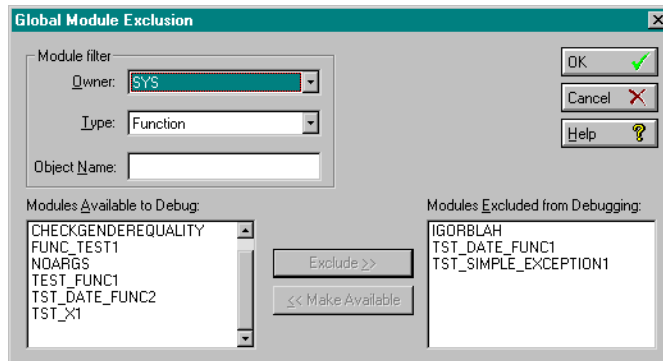 Global Module Exclusion
Module filter
Owner: SYS
Type: Function
Object Name:
OK
Cancel
Help
Modules Available to Debug:
CHECKGENDEREQUALITY
FUNC_TEST1
NOARGS
TEST_FUNC1
TST_DATE_FUNC2
TST_X1
Exclude >>
<< Make Available
Modules Excluded from Debugging:
IGORBLAH
TST_DATE_FUNC1
TST_SIMPLE_EXCEPTION1